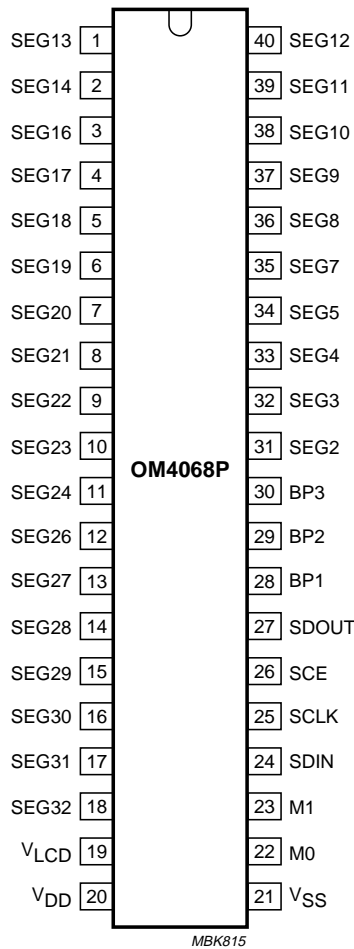 SEG13 1 40 SEG12
SEG14 2 39 SEG11
SEG16 3 38 SEG10
SEG17 4 37 SEG9
SEG18 5 36 SEG8
SEG19 6 35 SEG7
SEG20 7 34 SEG5
SEG21 8 33 SEG4
SEG22 9 32 SEG3
SEG23 10 31 SEG2
OM4068P
SEG24 11 30 BP3
SEG26 12 29 BP2
SEG27 13 28 BP1
SEG28 14 27 SDOUT
SEG29 15 26 SCE
SEG30 16 25 SCLK
SEG31 17 24 SDIN
SEG32 18 23 M1
VLCD 19 22 M0
VDD 20 21 VSS
MBK815